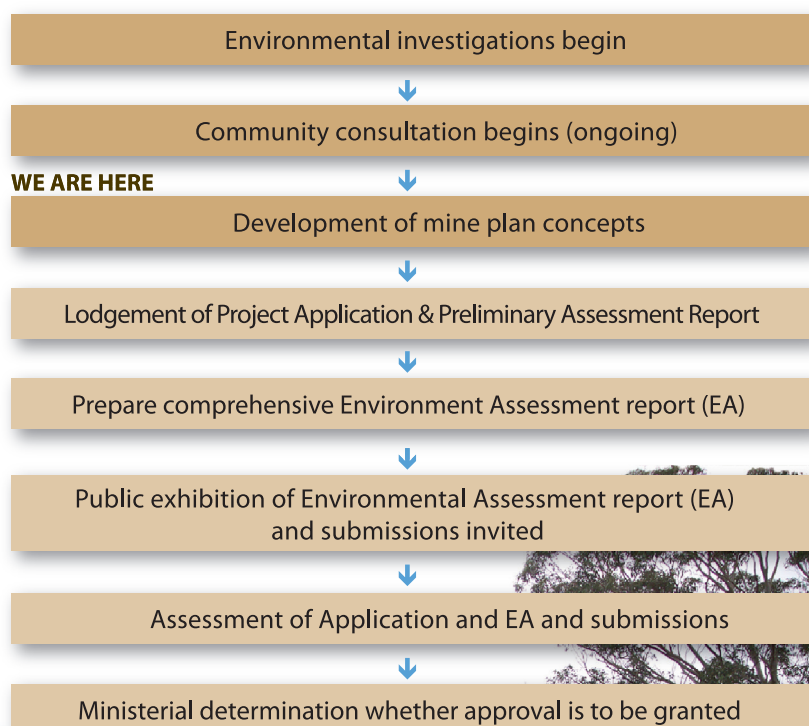 Environmental investigations begin
Community consultation begins (ongoing)
WE ARE HERE
Development of mine plan concepts
Lodgement of Project Application & Preliminary Assessment Report
Prepare comprehensive Environment Assessment report (EA)
Public exhibition of Environmental Assessment report (EA)
and submissions invited
Assessment of Application and EA and submissions
Ministerial determination whether approval is to be granted